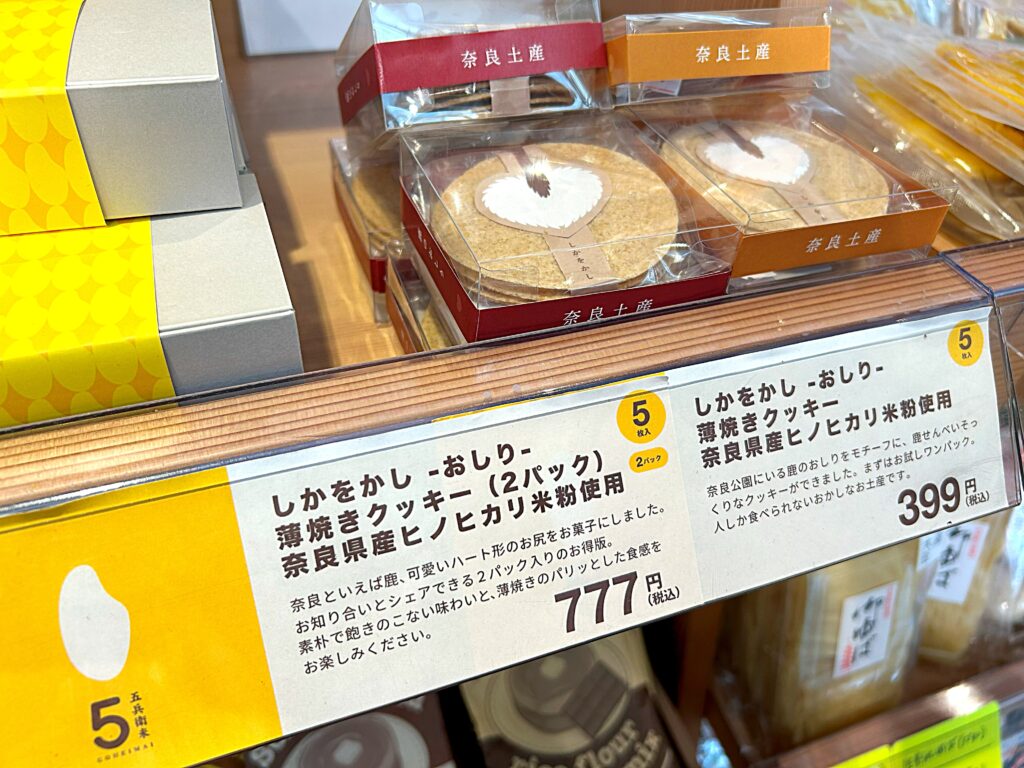 奈良土産
奈良土産
しかをかし
奈良土産
奈良土産
しかをかし -おしり-
薄焼きクッキー（2パック）
奈良県産ヒノヒカリ米粉使用
5
枚入
2パック
奈良といえば鹿、可愛いハート形のお尻をお菓子にしました。
お知り合いとシェアできる2パック入りのお得版。
素朴で飽きのこない味わいと、薄焼きのパリッとした食感を
お楽しみください。
777円
(税込)
5
五兵衛米
GOHEIMAI
しかをかし -おしり-
薄焼きクッキー
奈良県産ヒノヒカリ米粉使用
5
枚入
奈良公園にいる鹿のおしりをモチーフに、鹿せんべいそっ
くりなクッキーができました。まずはお試しワンパック。
人しか食べられないおかしなお土産です。
399円
(税込)
flour
mix